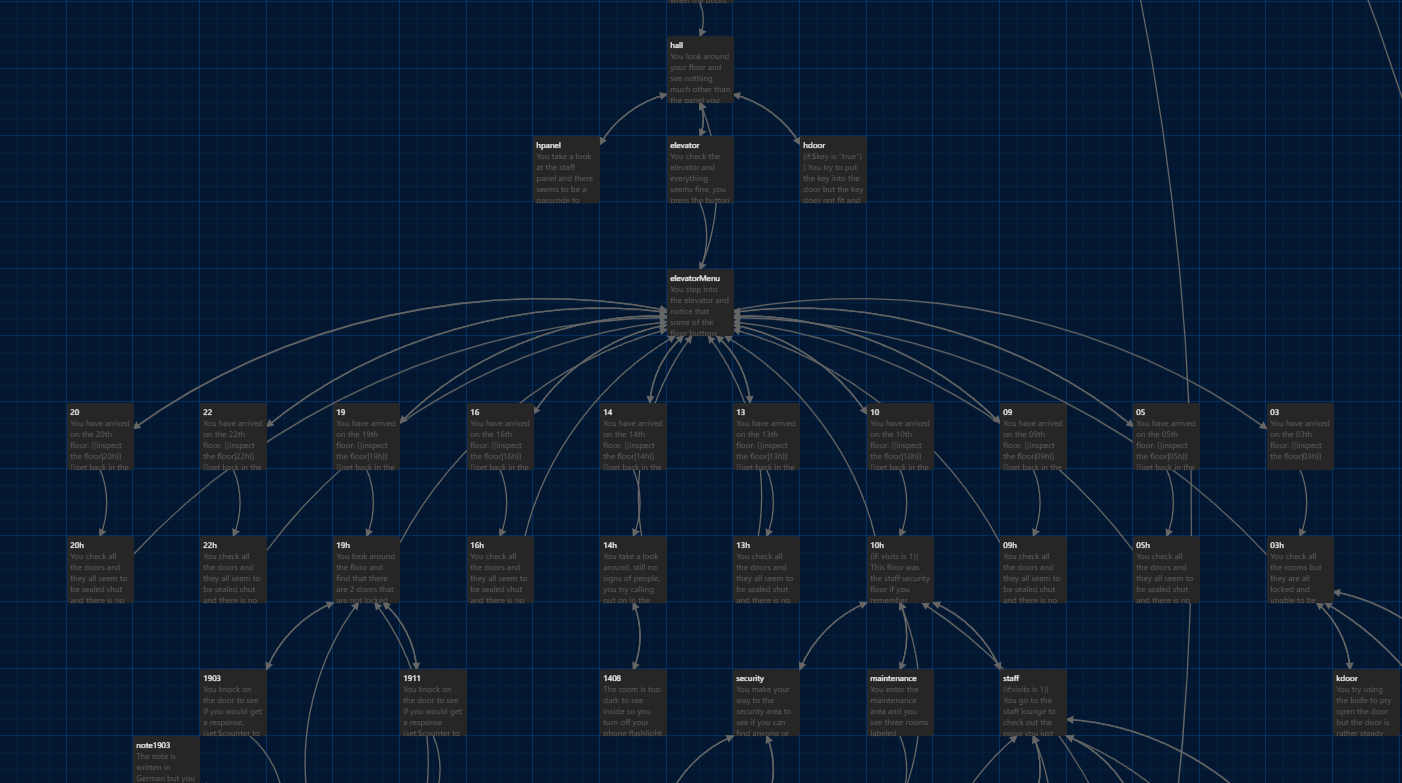 when the doors
hall
You look around
your floor and
see nothing
much other than
the panel you
hpanel
You take a look
at the staff
panel and there
seems to be a
passcode to
elevator
You check the
elevator and
everything
seems fine, you
press the button
hdoor
(if:$key is "true")
[ You try to put
the key into the
door but the key
does not fit and
elevatorMenu
You step into
the elevator and
notice that
some of the
floor buttons
20
You have arrived
on the 20th
floor. [[inspect
the floor|20h]]
[[get back in the
22
You have arrived
on the 22th
floor. [[inspect
the floor|22h]]
[[get back in the
19
You have arrived
on the 19th
floor. [[inspect
the floor|19h]]
[[get back in the
16
You have arrived
on the 16th
floor. [[inspect
the floor|16h]]
[[get back in the
14
You have arrived
on the 14th
floor. [[inspect
the floor|14h]]
[[get back in the
13
You have arrived
on the 13th
floor. [[inspect
the floor|13h]]
[[get back in the
10
You have arrived
on the 10th
floor. [[inspect
the floor|10h]]
[[get back in the
09
You have arrived
on the 09th
floor. [[inspect
the floor|09h]]
[[get back in the
05
You have arrived
on the 05th
floor. [[inspect
the floor|05h]]
[[get back in the
03
You have arrived
on the 03th
floor. [[inspect
the floor|03h]]
[[get back in the
20h
You check all
the doors and
they all seem to
be sealed shut
and there is no
22h
You check all
the doors and
they all seem to
be sealed shut
and there is no
19h
You look around
the floor and
find that there
are 2 doors that
are not locked
16h
You check all
the doors and
they all seem to
be sealed shut
and there is no
14h
You take a look
around, still no
signs of people,
you try calling
out on in the
13h
You check all
the doors and
they all seem to
be sealed shut
and there is no
10h
(if: visits is 1)[
This floor was
the staff security
floor if you
remember
09h
You check all
the doors and
they all seem to
be sealed shut
and there is no
05h
You check all
the doors and
they all seem to
be sealed shut
and there is no
03h
You check all
the rooms but
they are all
locked and
unable to be
1903
You knock on
the door to see
if you would get
a response,
(set:$counter to
1911
You knock on
the door to see
if you would get
a response,
(set:$counter to
1408
The room is too
dark to see
inside so you
turn off your
phone flashlight
security
You make your
way to the
security area to
see if you can
find anyone or
maintenance
You enter the
maintenance
area and you
see three rooms
labeled
staff
(if:visits is 1)[
You go to the
staff lounge to
check out the
noise you just
kdoor
You try using
the knife to pry
open the door
but the door is
rather steady
note1903
The note is
written in
German but you